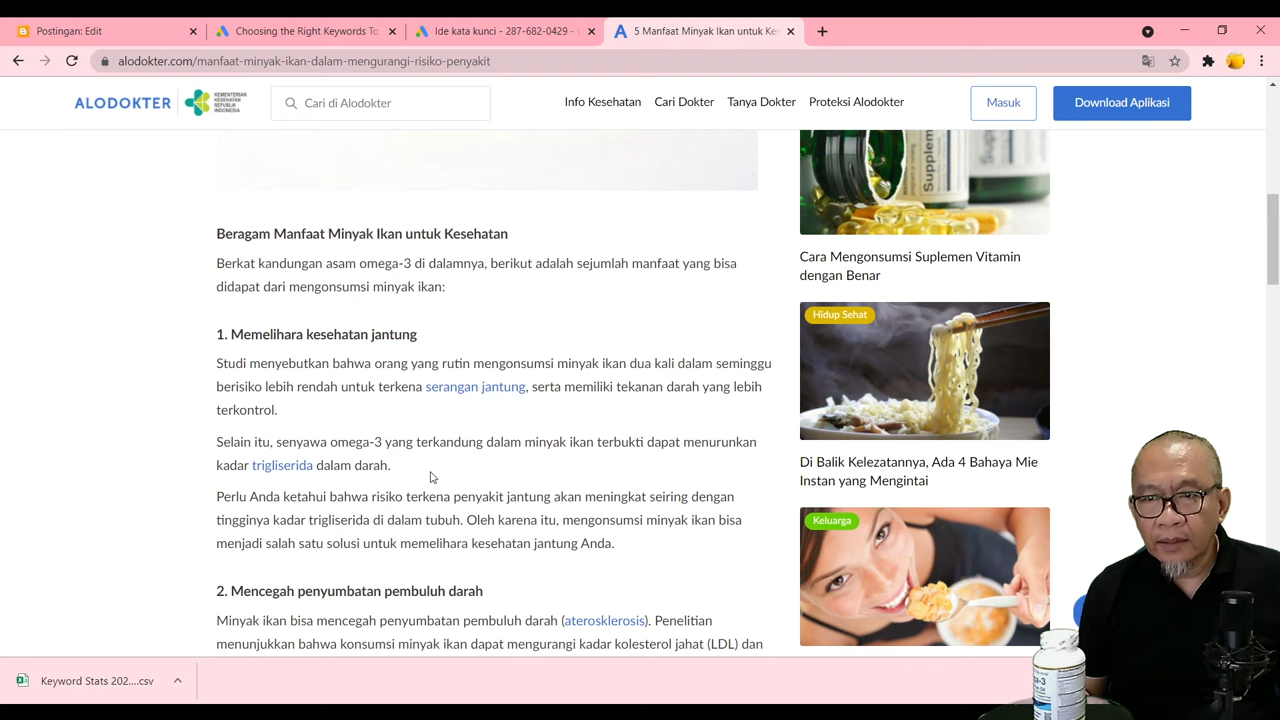 Postingan: Edit
Choosing the Right Keywords To
Ide kata kunci - 287-682-0429 -
5 Manfaat Minyak Ikan untuk Kes
alodokter.com/manfaat-minyak-ikan-dalam-mengurangi-risiko-penyakit
ALODOKTER
KEMENTERIAN
KESEHATAN
REPUBLIK
INDONESIA
Cari di Alodokter
Info Kesehatan
Cari Dokter
Tanya Dokter
Proteksi Alodokter
Masuk
Download Aplikasi
Supplement
Beragam Manfaat Minyak Ikan untuk Kesehatan
Berkat kandungan asam omega-3 di dalamnya, berikut adalah sejumlah manfaat yang bisa
didapat dari mengonsumsi minyak ikan:
1. Memelihara kesehatan jantung
Studi menyebutkan bahwa orang yang rutin mengonsumsi minyak ikan dua kali dalam seminggu
berisiko lebih rendah untuk terkena serangan jantung, serta memiliki tekanan darah yang lebih
terkontrol.
Selain itu, senyawa omega-3 yang terkandung dalam minyak ikan terbukti dapat menurunkan
kadar trigliserida dalam darah.
Perlu Anda ketahui bahwa risiko terkena penyakit jantung akan meningkat seiring dengan
tingginya kadar trigliserida di dalam tubuh. Oleh karena itu, mengonsumsi minyak ikan bisa
menjadi salah satu solusi untuk memelihara kesehatan jantung Anda.
2. Mencegah penyumbatan pembuluh darah
Minyak ikan bisa mencegah penyumbatan pembuluh darah (aterosklerosis). Penelitian
menunjukkan bahwa konsumsi minyak ikan dapat mengurangi kadar kolesterol jahat (LDL) dan
Cara Mengonsumsi Suplemen Vitamin
dengan Benar
Hidup Sehat
Di Balik Kelezatannya, Ada 4 Bahaya Mie
Instan yang Mengintai
Keluarga
Keyword Stats 202....csv